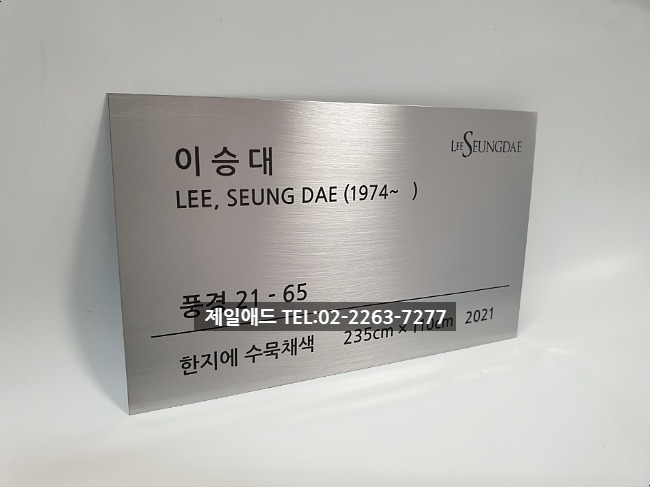 LEE SEUNGDAE
이 승 대
LEE, SEUNG DAE (1974~ )
풍경 21 - 65
제일애드 TEL:02-2263-7277
한지에 수묵채색 235cm × 110cm 2021